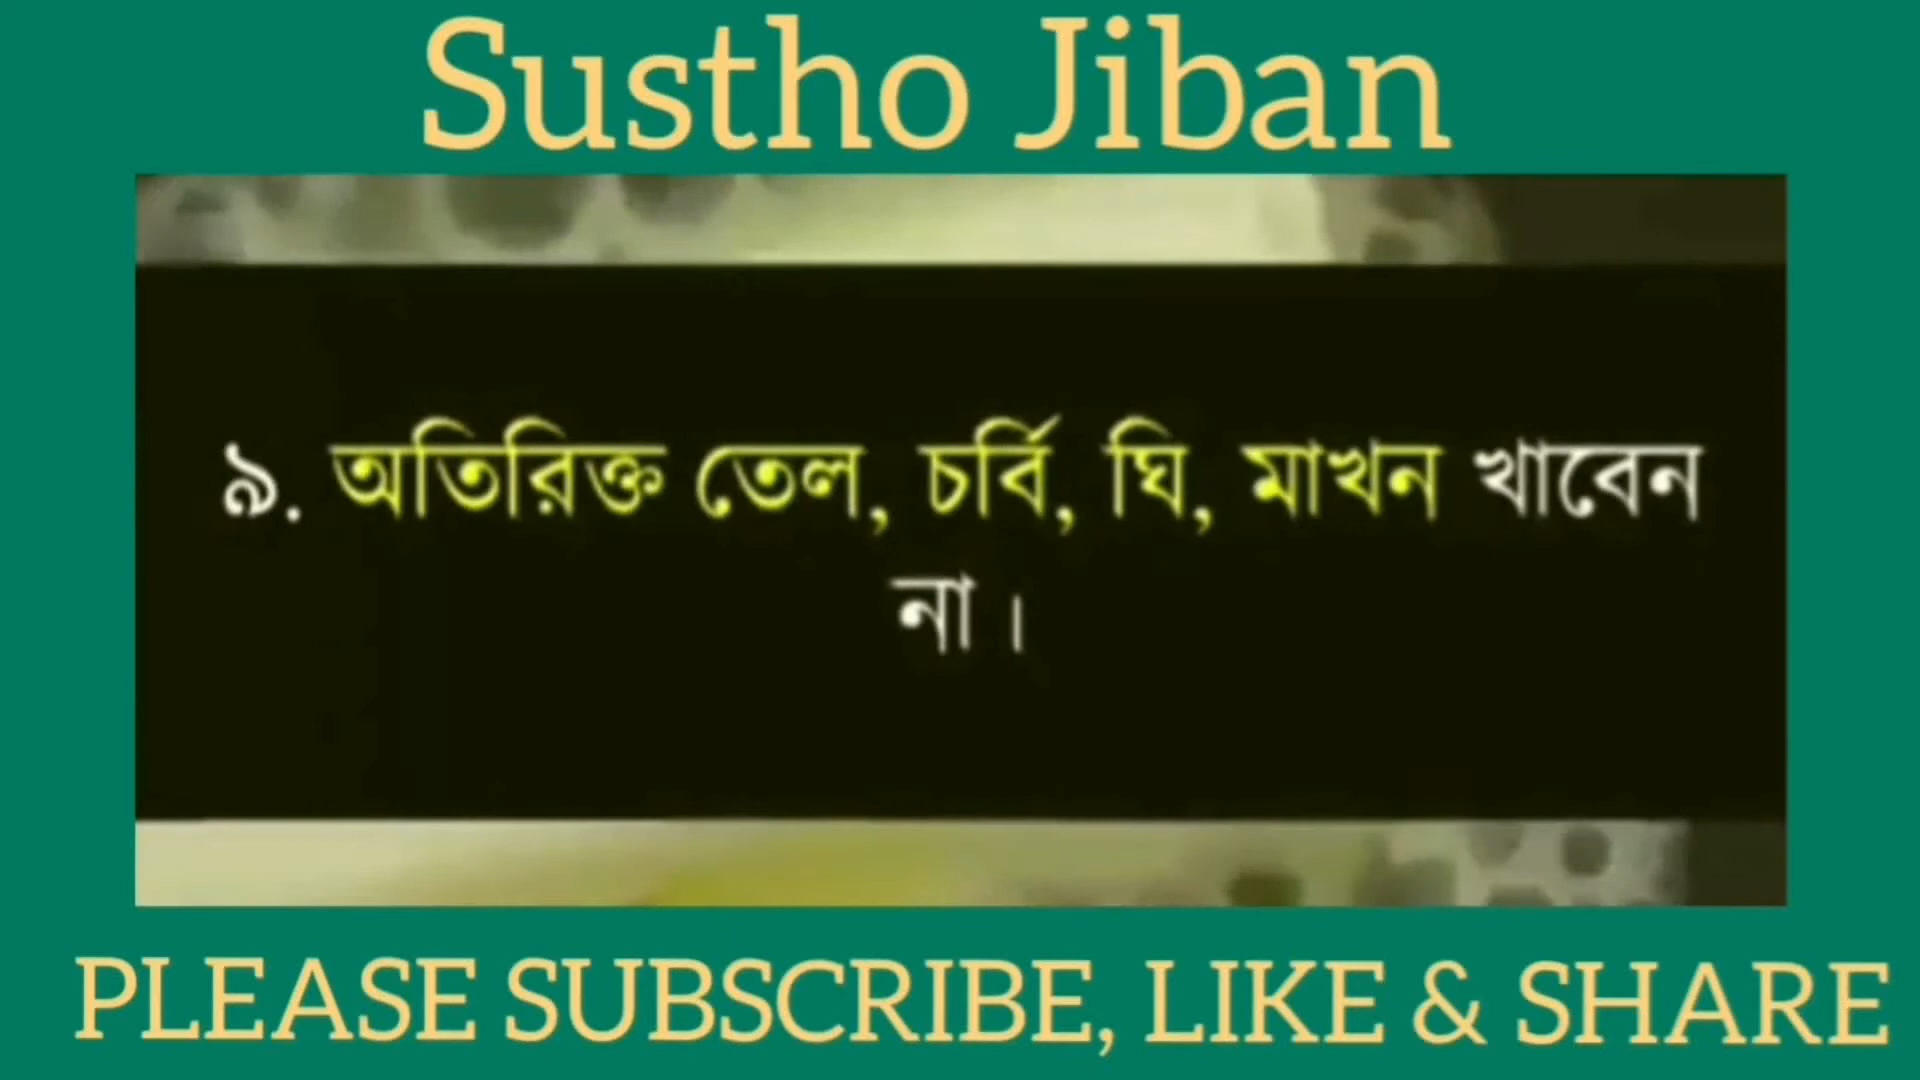 Sustho Jiban
৯. অতিরিক্ত তেল, চর্বি, ঘি, মাখন খাবেন
না।
PLEASE SUBSCRIBE, LIKE & SHARE